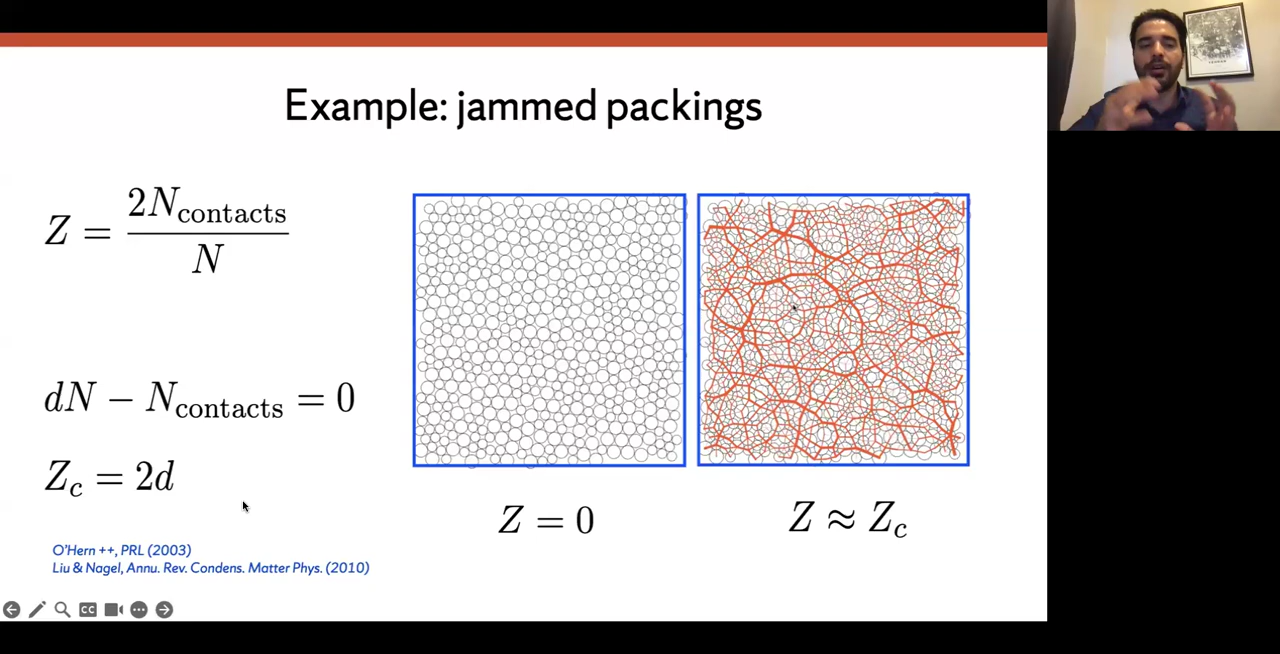 Example: jammed packings
Z = 2N_contacts / N
dN − N_contacts = 0
Z_c = 2d
Z = 0
Z ≈ Z_c
O'Hern ++, PRL (2003)
Liu & Nagel, Annu. Rev. Condens. Matter Phys. (2010)
CC